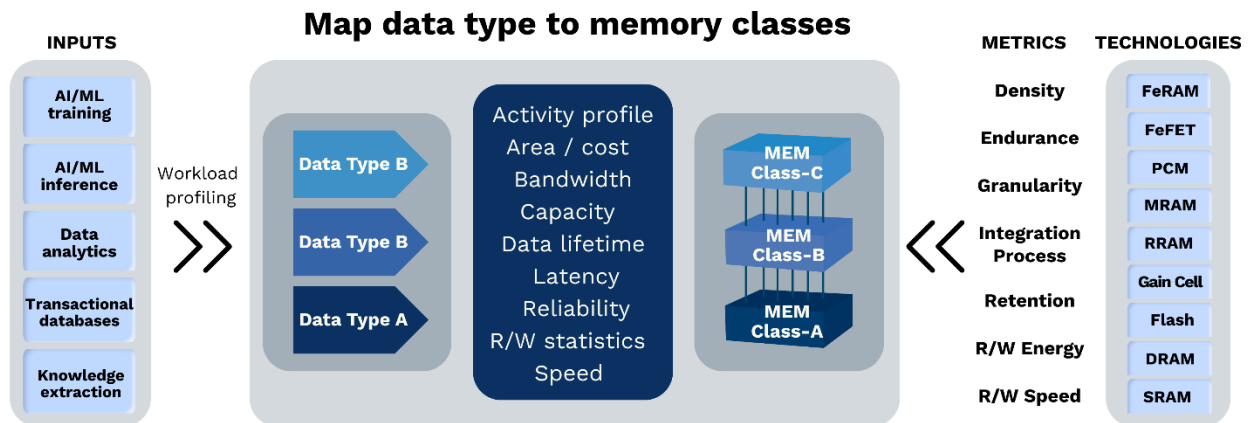 Map data type to memory classes
INPUTS
AI/ML
training
AI/ML
inference
Data
analytics
Transactional
databases
Knowledge
extraction
Workload
profiling
Data Type B
Data Type B
Data Type A
Activity profile
Area / cost
Bandwidth
Capacity
Data lifetime
Latency
Reliability
R/W statistics
Speed
MEM
Class-C
MEM
Class-B
MEM
Class-A
METRICS
Density
Endurance
Granularity
Integration
Process
Retention
R/W Energy
R/W Speed
TECHNOLOGIES
FeRAM
FeFET
PCM
MRAM
RRAM
Gain Cell
Flash
DRAM
SRAM